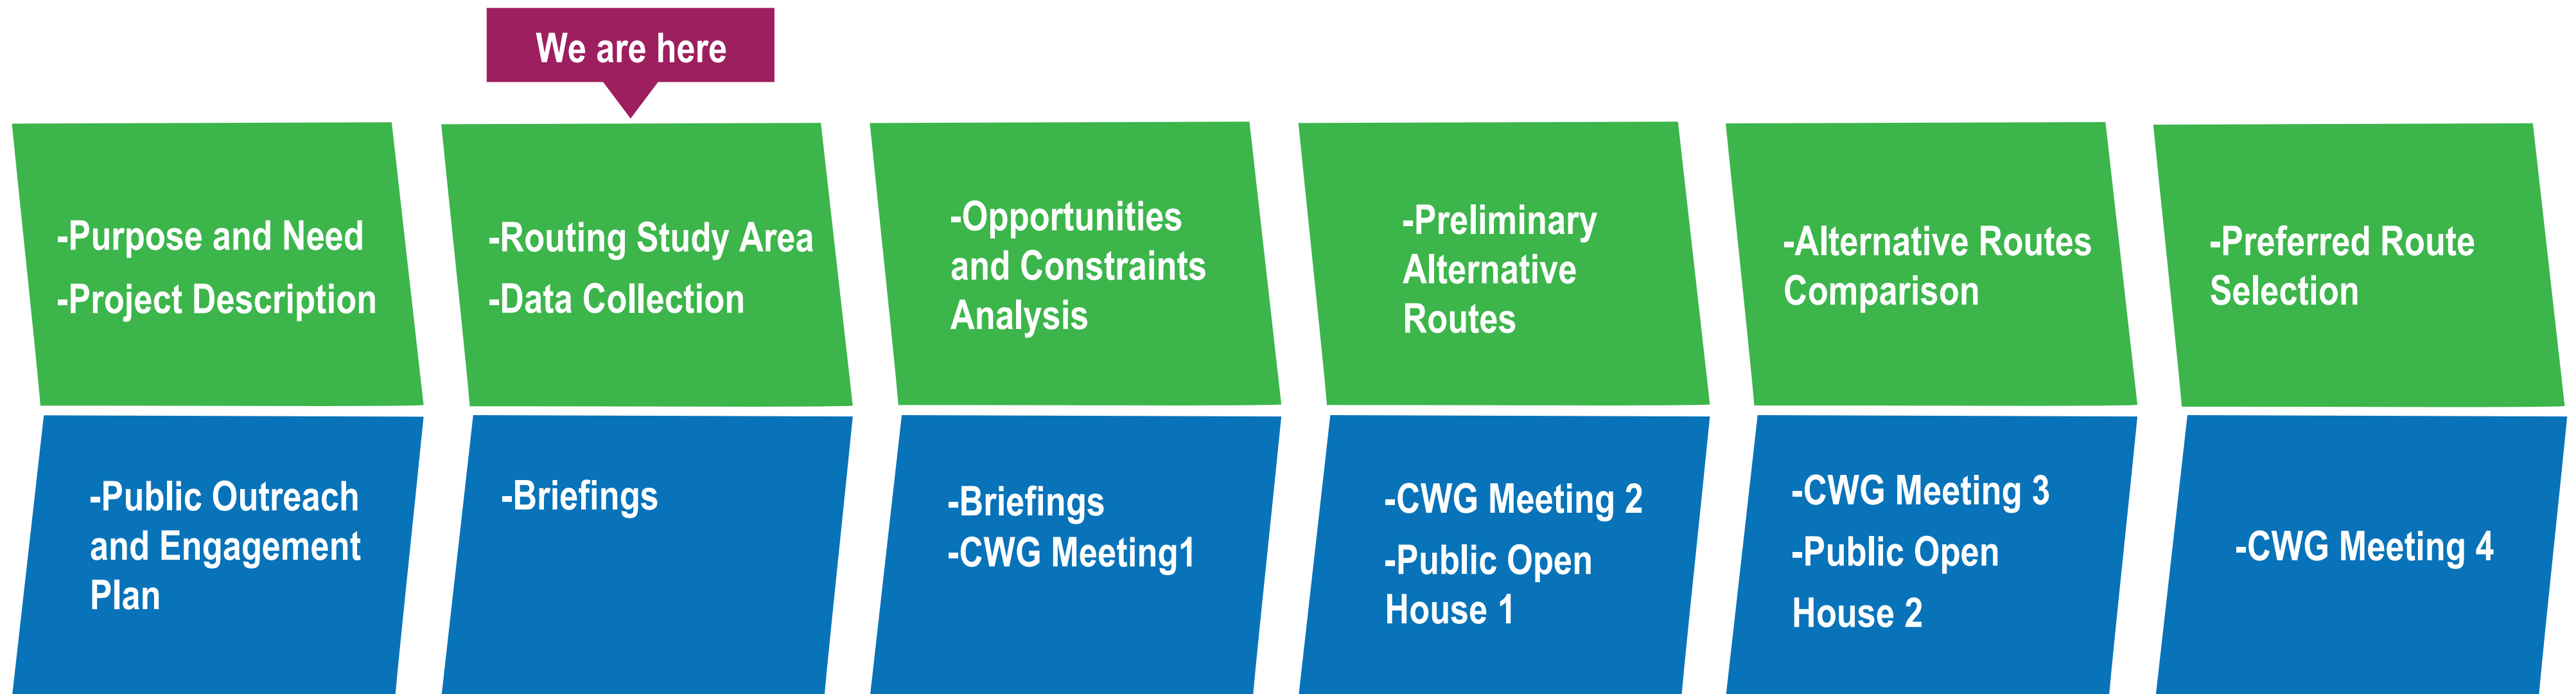 We are here
-Purpose and Need
-Project Description
-Routing Study Area
-Data Collection
-Opportunities
and Constraints
Analysis
-Preliminary
Alternative
Routes
-Alternative Routes
Comparison
-Preferred Route
Selection
-Public Outreach
and Engagement
Plan
-Briefings
-Briefings
-CWG Meeting1
-CWG Meeting 2
-Public Open
House 1
-CWG Meeting 3
-Public Open
House 2
-CWG Meeting 4